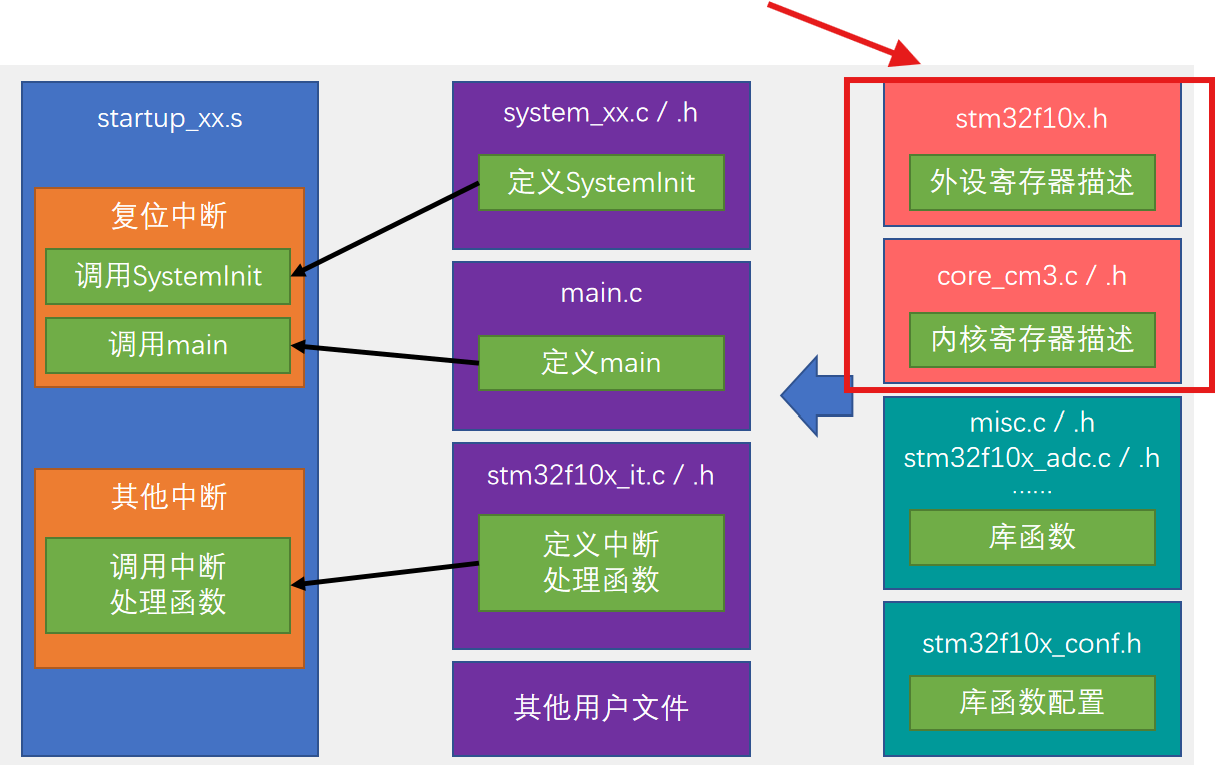 startup_xx.s
复位中断
调用SystemInit
调用main
其他中断
调用中断
处理函数
system_xx.c / .h
定义SystemInit
main.c
定义main
stm32f10x_it.c / .h
定义中断
处理函数
其他用户文件
stm32f10x.h
外设寄存器描述
core_cm3.c / .h
内核寄存器描述
misc.c / .h
stm32f10x_adc.c / .h
……
库函数
stm32f10x_conf.h
库函数配置